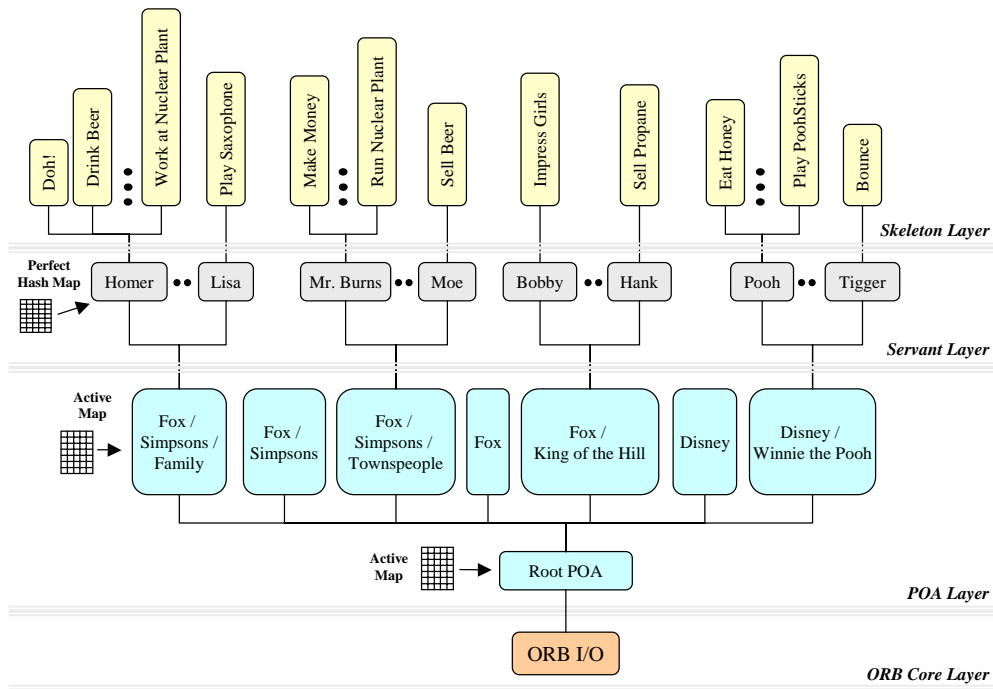 Doh!
Drink Beer
Work at Nuclear Plant
Play Saxophone
Make Money
Run Nuclear Plant
Sell Beer
Impress Girls
Sell Propane
Eat Honey
Play PoohSticks
Bounce
Skeleton Layer
Perfect
Hash Map
Homer
Lisa
Mr. Burns
Moe
Bobby
Hank
Pooh
Tigger
Servant Layer
Active
Map
Fox /
Simpsons /
Family
Fox /
Simpsons
Fox /
Simpsons /
Townspeople
Fox
Fox /
King of the Hill
Disney
Disney /
Winnie the Pooh
Active
Map
Root POA
POA Layer
ORB I/O
ORB Core Layer